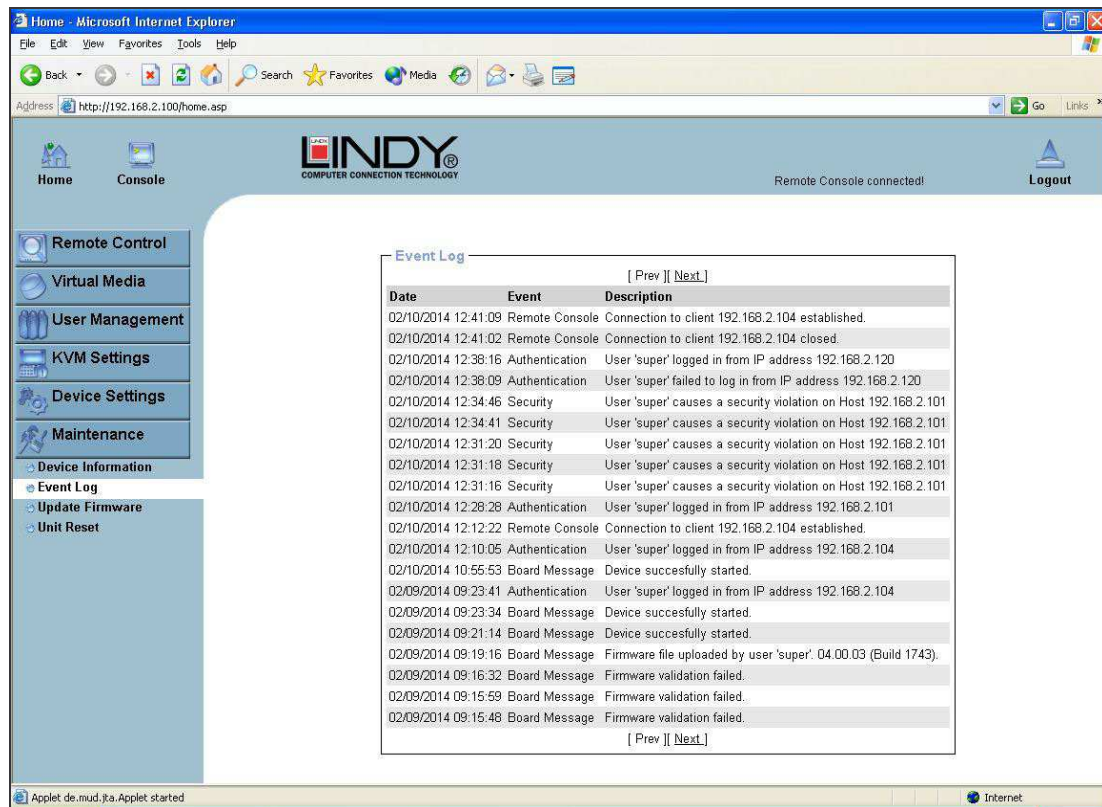 Home - Microsoft Internet Explorer
File Edit View Favorites Tools Help
Back Search Favorites Media
Address http://192.168.2.100/home.asp Go Links »
Home Console LINDY® Remote Console connected! Logout
COMPUTER CONNECTION TECHNOLOGY
Remote Control
Virtual Media
User Management
KVM Settings
Device Settings
Maintenance
Device Information
Event Log
Update Firmware
Unit Reset
Event Log
[ Prev ][ Next ]
Date Event Description
02/10/2014 12:41:09 Remote Console Connection to client 192.168.2.104 established.
02/10/2014 12:41:02 Remote Console Connection to client 192.168.2.104 closed.
02/10/2014 12:38:16 Authentication User 'super' logged in from IP address 192.168.2.120
02/10/2014 12:38:09 Authentication User 'super' failed to log in from IP address 192.168.2.120
02/10/2014 12:34:46 Security User 'super' causes a security violation on Host 192.168.2.101
02/10/2014 12:34:41 Security User 'super' causes a security violation on Host 192.168.2.101
02/10/2014 12:31:20 Security User 'super' causes a security violation on Host 192.168.2.101
02/10/2014 12:31:18 Security User 'super' causes a security violation on Host 192.168.2.101
02/10/2014 12:31:16 Security User 'super' causes a security violation on Host 192.168.2.101
02/10/2014 12:28:28 Authentication User 'super' logged in from IP address 192.168.2.101
02/10/2014 12:12:22 Remote Console Connection to client 192.168.2.104 established.
02/10/2014 12:10:05 Authentication User 'super' logged in from IP address 192.168.2.104
02/10/2014 10:55:53 Board Message Device succesfully started.
02/09/2014 09:23:41 Authentication User 'super' logged in from IP address 192.168.2.104
02/09/2014 09:23:34 Board Message Device succesfully started.
02/09/2014 09:21:14 Board Message Device succesfully started.
02/09/2014 09:19:16 Board Message Firmware file uploaded by user 'super'. 04.00.03 (Build 1743).
02/09/2014 09:16:32 Board Message Firmware validation failed.
02/09/2014 09:15:59 Board Message Firmware validation failed.
02/09/2014 09:15:48 Board Message Firmware validation failed.
[ Prev ][ Next ]
Applet de.mud.jta.Applet started Internet